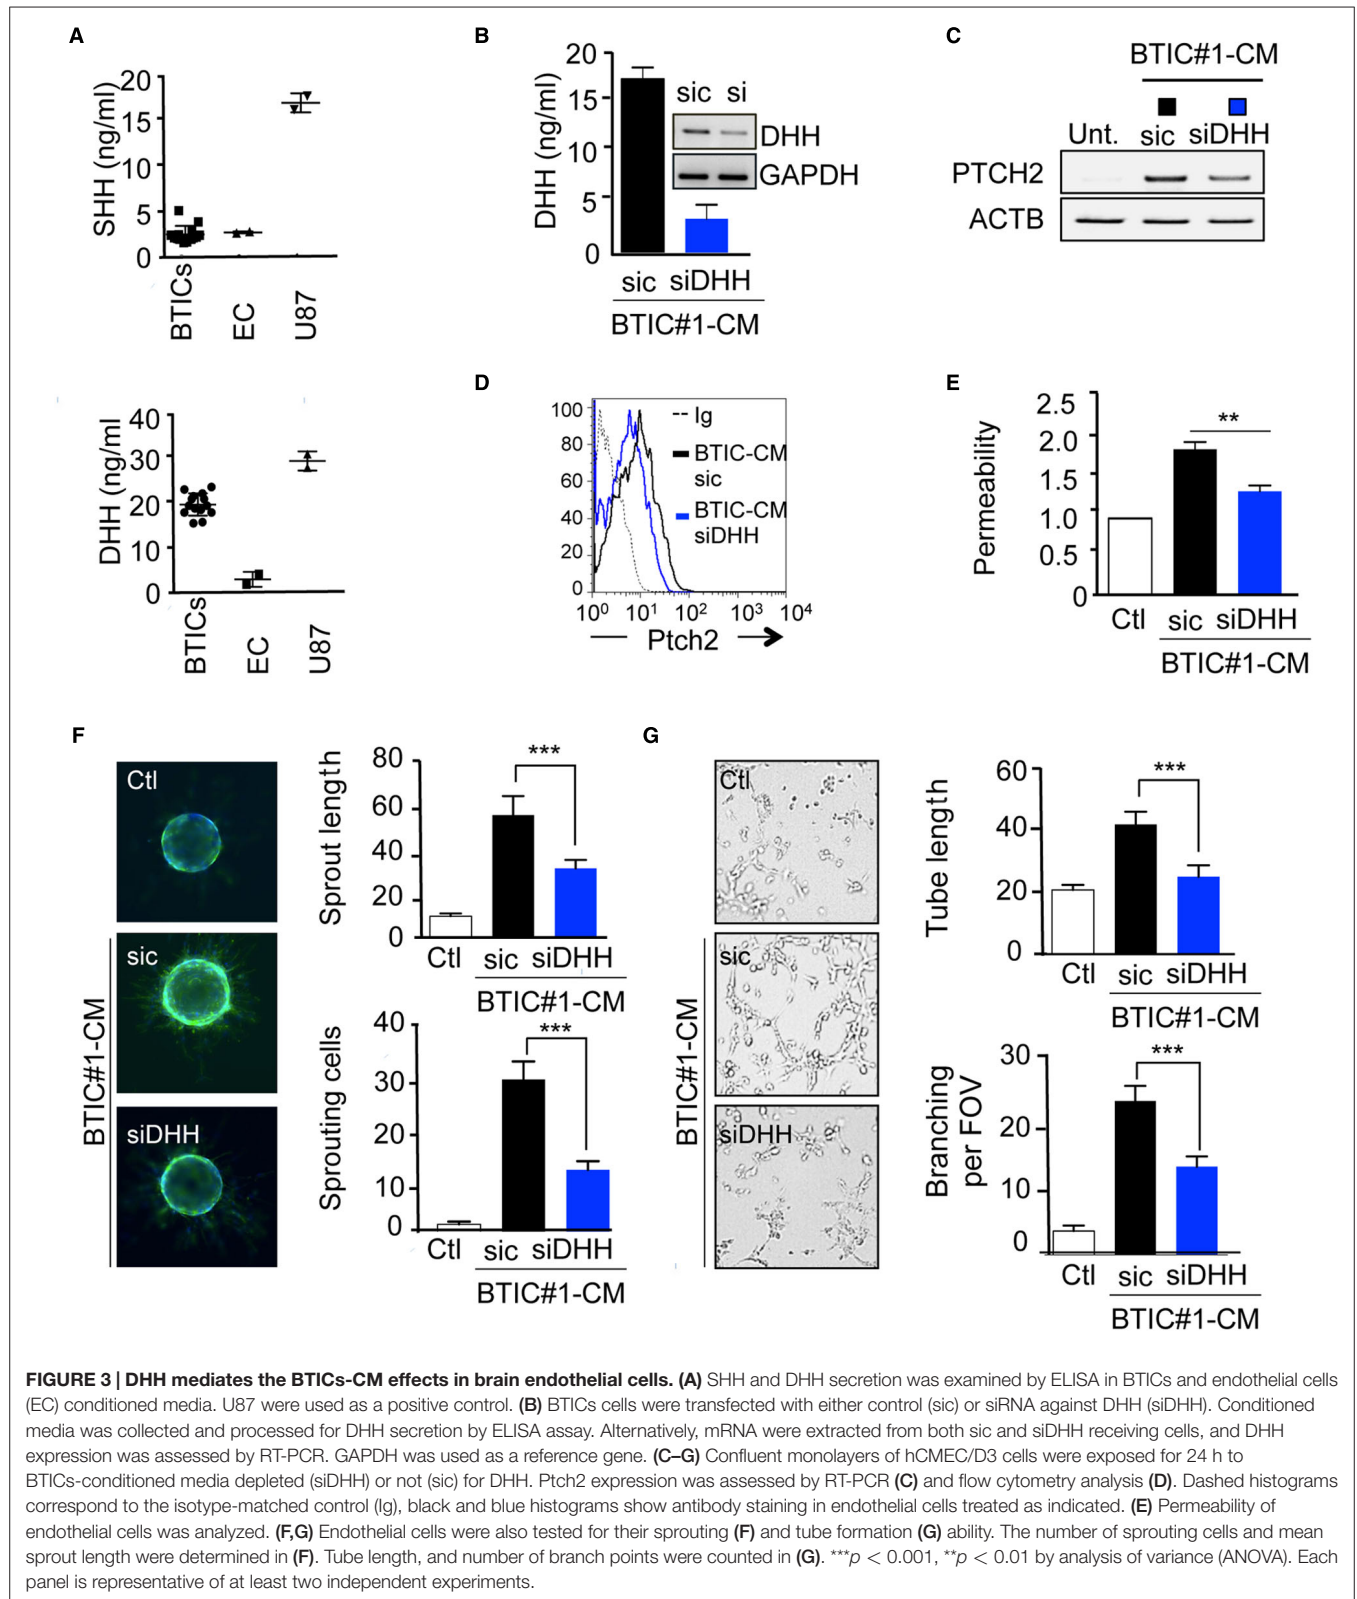 A
SHH (ng/ml)
20
15
10
5
0
BTICs
EC
U87
DHH (ng/ml)
40
30
20
10
0
BTICs
EC
U87
B
DHH (ng/ml)
20
15
10
5
0
sic si
DHH
GAPDH
sic siDHH
BTIC#1-CM
C
BTIC#1-CM
Unt. sic siDHH
PTCH2
ACTB
D
100
80
60
40
20
0
-- Ig
BTIC-CM
sic
BTIC-CM
siDHH
10^0 10^1 10^2 10^3 10^4
Ptch2
E
Permeability
2.5
2.0
1.5
1.0
0.5
0
**
Ctl sic siDHH
BTIC#1-CM
F
Ctl
sic
siDHH
BTIC#1-CM
Sprout length
80
60
40
20
0
***
Ctl sic siDHH
BTIC#1-CM
Sprouting cells
40
30
20
10
0
***
Ctl sic siDHH
BTIC#1-CM
G
Ctl
sic
siDHH
BTIC#1-CM
Tube length
60
40
20
0
***
Ctl sic siDHH
BTIC#1-CM
Branching
per FOV
30
20
10
0
***
Ctl sic siDHH
BTIC#1-CM
FIGURE 3 | DHH mediates the BTICs-CM effects in brain endothelial cells. (A) SHH and DHH secretion was examined by ELISA in BTICs and endothelial cells
(EC) conditioned media. U87 were used as a positive control. (B) BTICs cells were transfected with either control (sic) or siRNA against DHH (siDHH). Conditioned
media was collected and processed for DHH secretion by ELISA assay. Alternatively, mRNA were extracted from both sic and siDHH receiving cells, and DHH
expression was assessed by RT-PCR. GAPDH was used as a reference gene. (C–G) Confluent monolayers of hCMEC/D3 cells were exposed for 24 h to
BTICs-conditioned media depleted (siDHH) or not (sic) for DHH. Ptch2 expression was assessed by RT-PCR (C) and flow cytometry analysis (D). Dashed histograms
correspond to the isotype-matched control (Ig), black and blue histograms show antibody staining in endothelial cells treated as indicated. (E) Permeability of
endothelial cells was analyzed. (F,G) Endothelial cells were also tested for their sprouting (F) and tube formation (G) ability. The number of sprouting cells and mean
sprout length were determined in (F). Tube length, and number of branch points were counted in (G). ***p < 0.001, **p < 0.01 by analysis of variance (ANOVA). Each
panel is representative of at least two independent experiments.